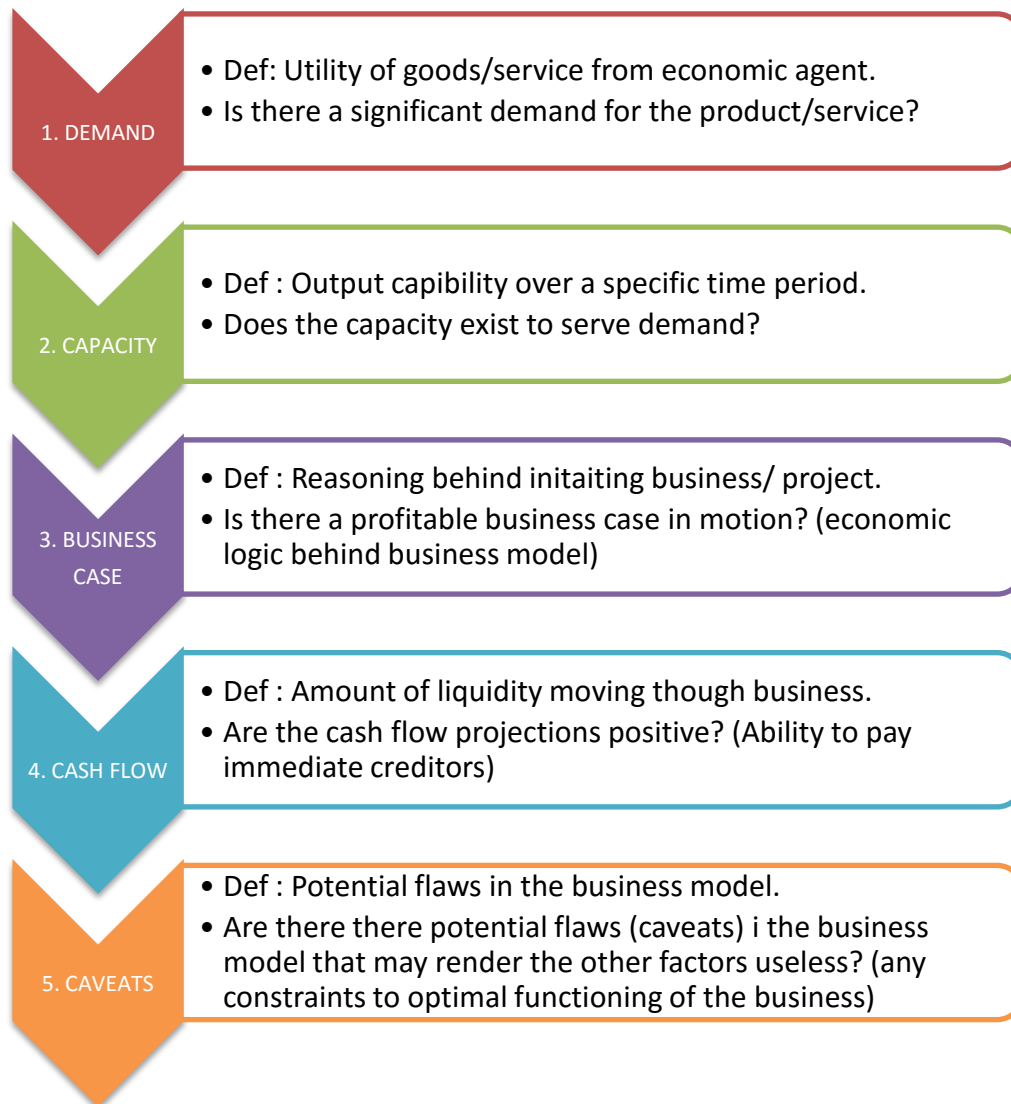 1. DEMAND
• Def: Utility of goods/service from economic agent.
• Is there a significant demand for the product/service?
2. CAPACITY
• Def : Output capibility over a specific time period.
• Does the capacity exist to serve demand?
3. BUSINESS
CASE
• Def : Reasoning behind initaiting business/ project.
• Is there a profitable business case in motion? (economic
logic behind business model)
4. CASH FLOW
• Def : Amount of liquidity moving though business.
• Are the cash flow projections positive? (Ability to pay
immediate creditors)
5. CAVEATS
• Def : Potential flaws in the business model.
• Are there there potential flaws (caveats) i the business
model that may render the other factors useless? (any
constraints to optimal functioning of the business)